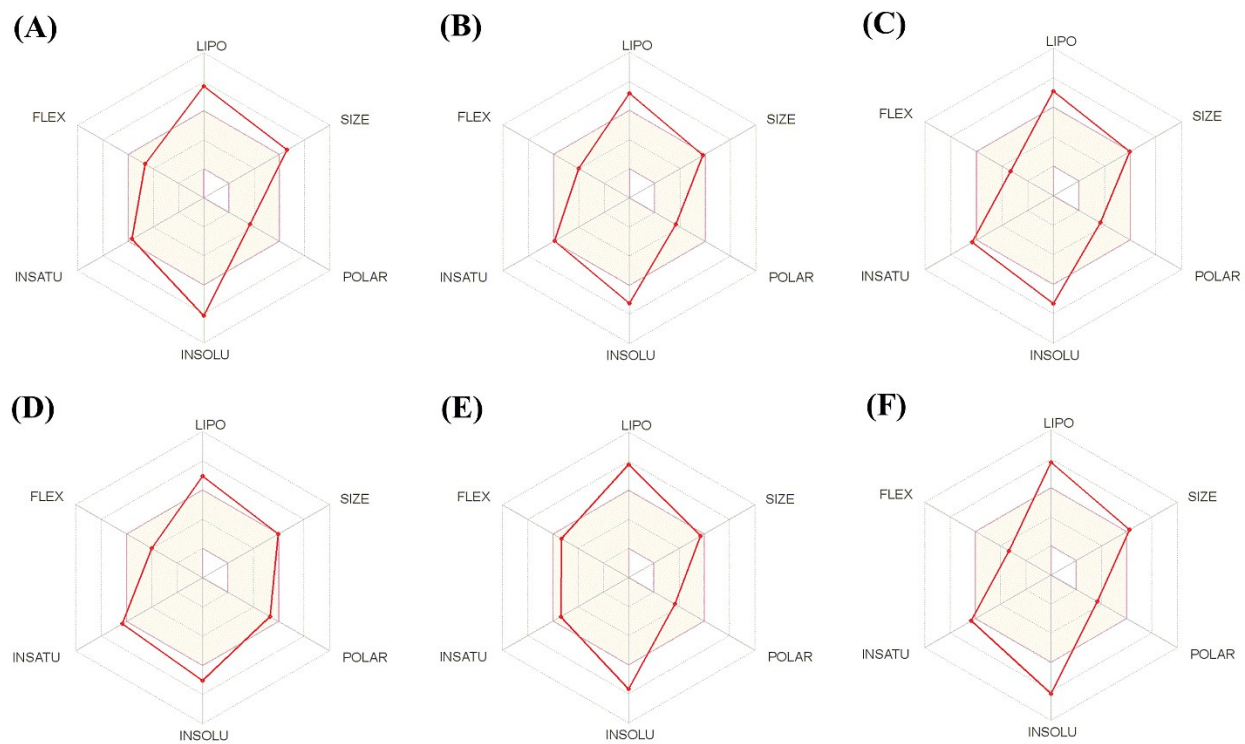 (A)
LIPO
FLEX
SIZE
INSATU
POLAR
INSOLU
(B)
LIPO
FLEX
SIZE
INSATU
POLAR
INSOLU
(C)
LIPO
FLEX
SIZE
INSATU
POLAR
INSOLU
(D)
LIPO
FLEX
SIZE
INSATU
POLAR
INSOLU
(E)
LIPO
FLEX
SIZE
INSATU
POLAR
INSOLU
(F)
LIPO
FLEX
SIZE
INSATU
POLAR
INSOLU